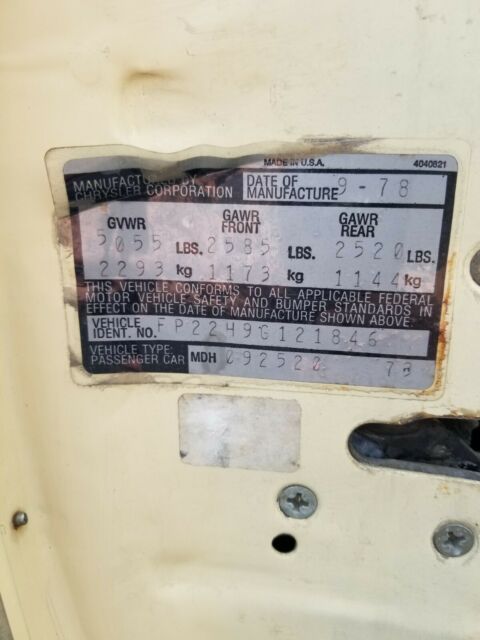 MADE IN U.S.A. 4040821
MANUFACTURED BY
CHRYSLER CORPORATION
DATE OF
MANUFACTURE 9-78
GVWR GAWR FRONT GAWR REAR
5055 LBS. 2585 LBS. 2520 LBS.
2293 kg 1173 kg 1144 kg
THIS VEHICLE CONFORMS TO ALL APPLICABLE FEDERAL
MOTOR VEHICLE SAFETY AND BUMPER STANDARDS IN
EFFECT ON THE DATE OF MANUFACTURE SHOWN ABOVE.
VEHICLE
IDENT. NO. FP22H9G121846
VEHICLE TYPE:
PASSENGER CAR MDH 092520